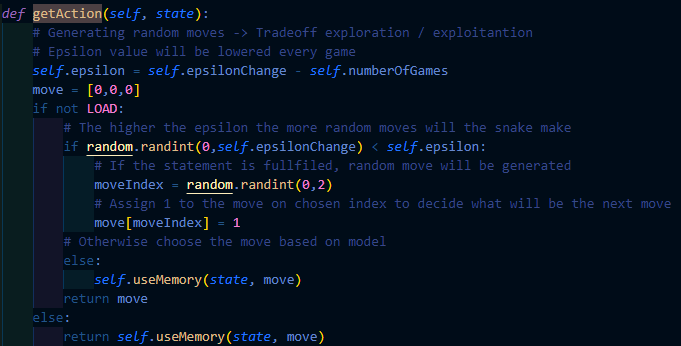 def getAction(self, state):
    # Generating random moves -> Tradeoff exploration / exploitantion
    # Epsilon value will be lowered every game
    self.epsilon = self.epsilonChange - self.numberOfGames
    move = [0,0,0]
    if not LOAD:
        # The higher the epsilon the more random moves will the snake make
        if random.randint(0,self.epsilonChange) < self.epsilon:
            # If the statement is fullfiled, random move will be generated
            moveIndex = random.randint(0,2)
            # Assign 1 to the move on chosen index to decide what will be the next move
            move[moveIndex] = 1
        # Otherwise choose the move based on model
        else:
            self.useMemory(state, move)
        return move
    else:
        return self.useMemory(state, move)